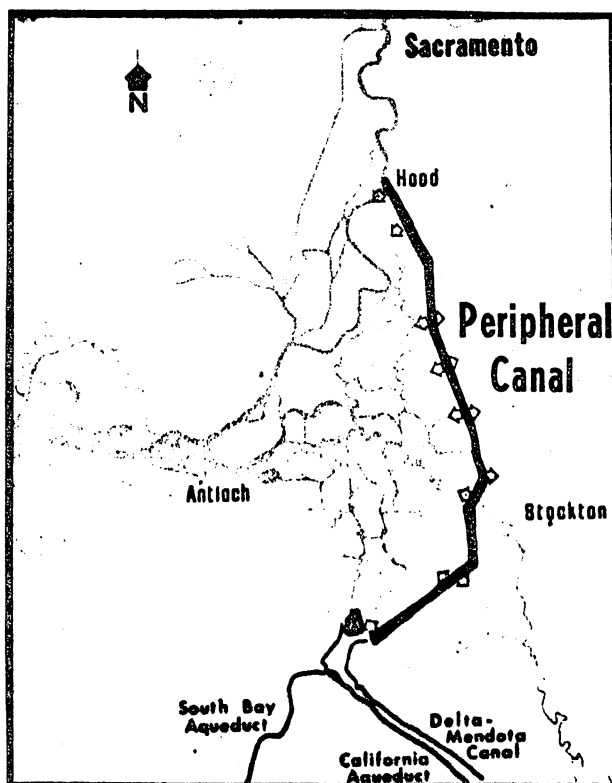 Sacramento
N
Hood
Peripheral
Canal
Antioch
Stockton
South Bay
Aqueduct
Delta-
Mendota
Canal
California
Aqueduct